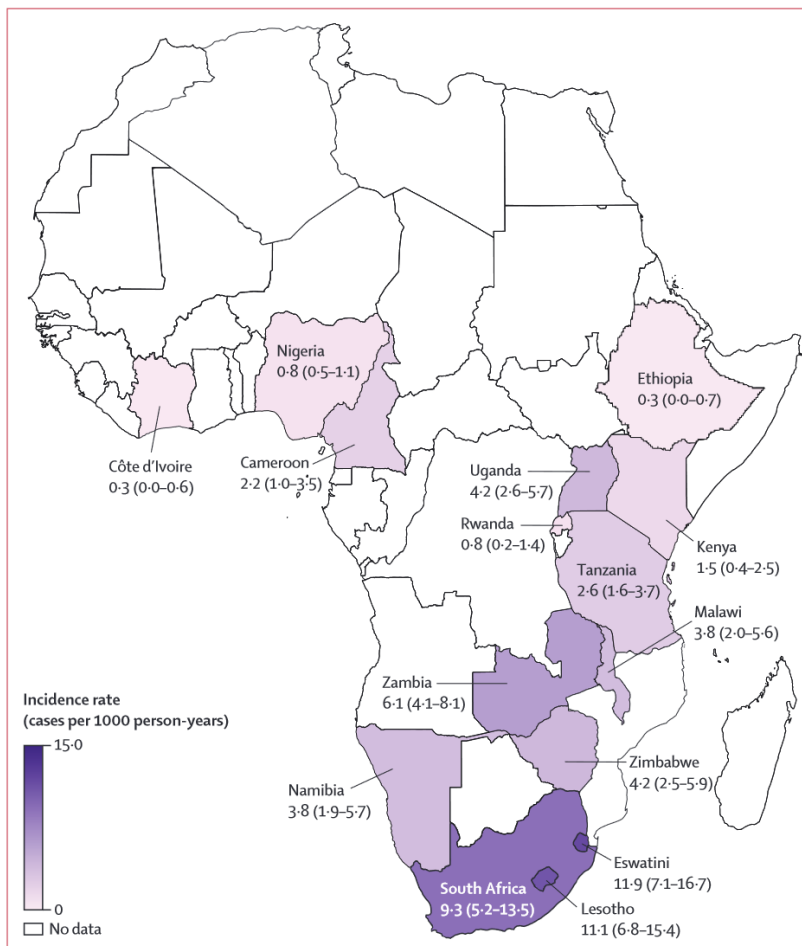 Nigeria
0·8 (0·5–1·1)
Ethiopia
0·3 (0·0–0·7)
Côte d'Ivoire
0·3 (0·0–0·6)
Cameroon
2·2 (1·0–3·5)
Uganda
4·2 (2·6–5·7)
Rwanda
0·8 (0·2–1·4)
Kenya
1·5 (0·4–2·5)
Tanzania
2·6 (1·6–3·7)
Malawi
3·8 (2·0–5·6)
Zambia
6·1 (4·1–8·1)
Incidence rate
(cases per 1000 person-years)
15·0
0
No data
Namibia
3·8 (1·9–5·7)
Zimbabwe
4·2 (2·5–5·9)
Eswatini
11·9 (7·1–16·7)
South Africa
9·3 (5·2–13·5)
Lesotho
11·1 (6·8–15·4)